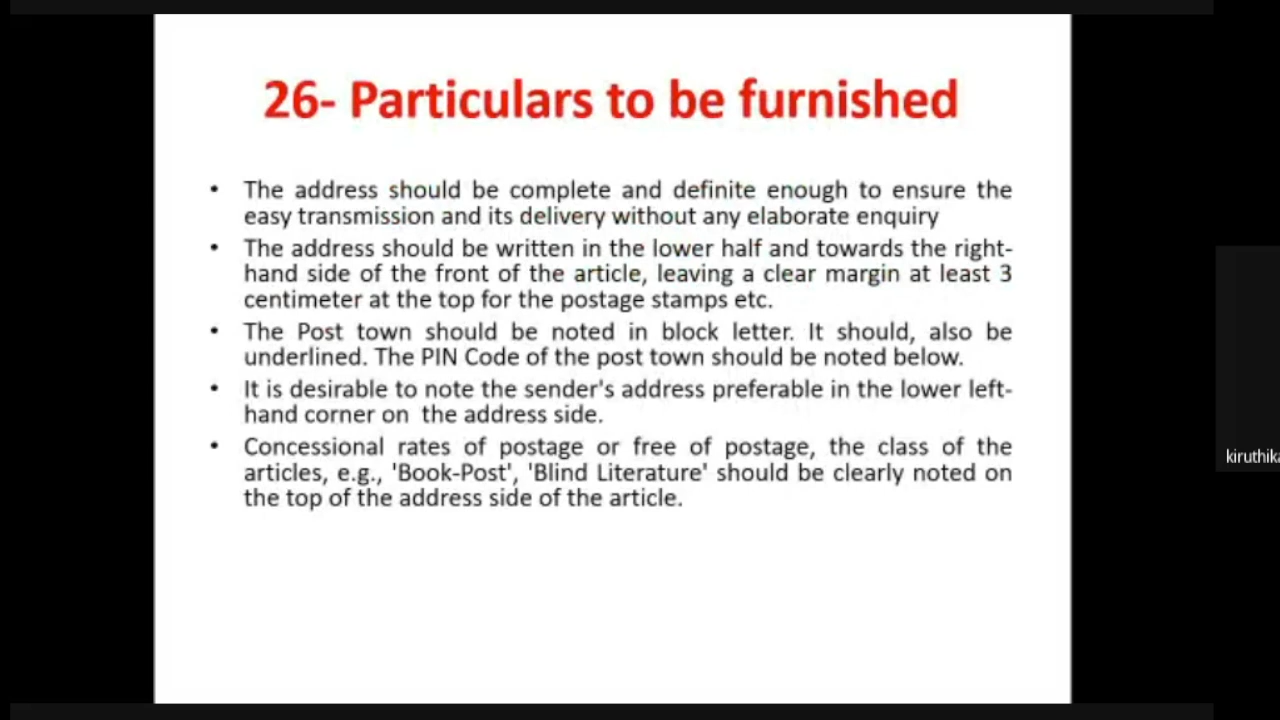 26- Particulars to be furnished
• The address should be complete and definite enough to ensure the
easy transmission and its delivery without any elaborate enquiry
• The address should be written in the lower half and towards the right-
hand side of the front of the article, leaving a clear margin at least 3
centimeter at the top for the postage stamps etc.
• The Post town should be noted in block letter. It should, also be
underlined. The PIN Code of the post town should be noted below.
• It is desirable to note the sender's address preferable in the lower left-
hand corner on the address side.
• Concessional rates of postage or free of postage, the class of the
articles, e.g., 'Book-Post', 'Blind Literature' should be clearly noted on
the top of the address side of the article.
kiruthika